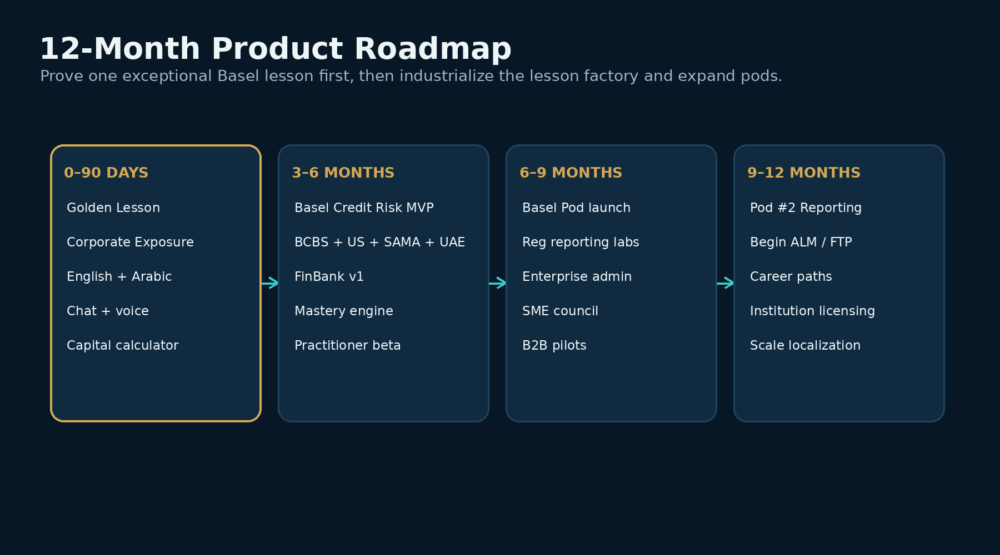 12-Month Product Roadmap
Prove one exceptional Basel lesson first, then industrialize the lesson factory and expand pods.
0–90 DAYS
Golden Lesson
Corporate Exposure
English + Arabic
Chat + voice
Capital calculator
3–6 MONTHS
Basel Credit Risk MVP
BCBS + US + SAMA + UAE
FinBank v1
Mastery engine
Practitioner beta
6–9 MONTHS
Basel Pod launch
Reg reporting labs
Enterprise admin
SME council
B2B pilots
9–12 MONTHS
Pod #2 Reporting
Begin ALM / FTP
Career paths
Institution licensing
Scale localization